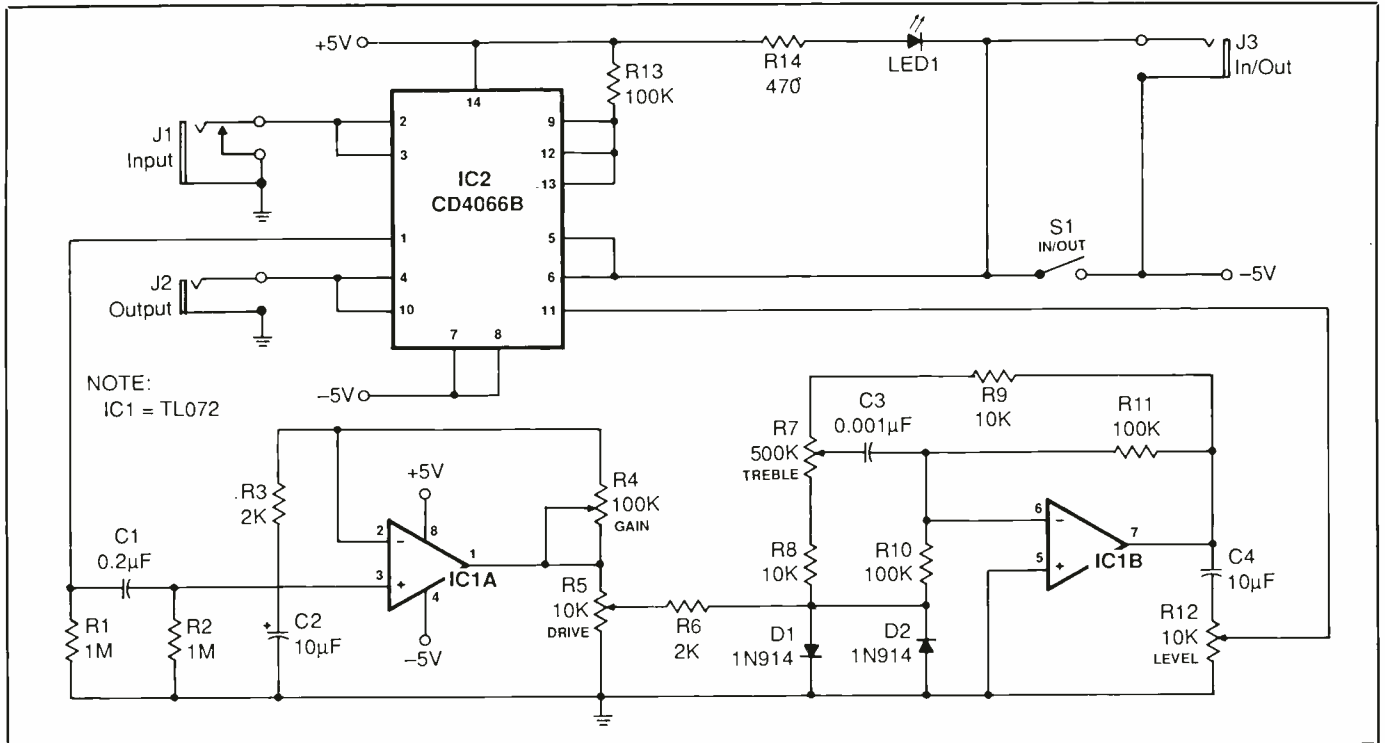 +5V
R14
470
LED1
J3
In/Out
R13
100K
14
J1
Input
2
3
9
12
13
IC2
CD4066B
1
5
S1
IN/OUT
J2
Output
4
10
6
11
-5V
7
8
-5V
NOTE:
IC1 = TL072
R9
10K
C3
0.001µF
R11
100K
R7
500K
TREBLE
+5V
R4
100K
GAIN
.R3
2K
2
-
8
1
6
-
7
C1
0.2µF
3
+
IC1A
4
R8
10K
R10
100K
5
+
IC1B
C4
10µF
R5
10K
DRIVE
R1
1M
R2
1M
+
C2
10µF
-5V
R6
2K
D1
1N914
D2
1N914
R12
10K
LEVEL